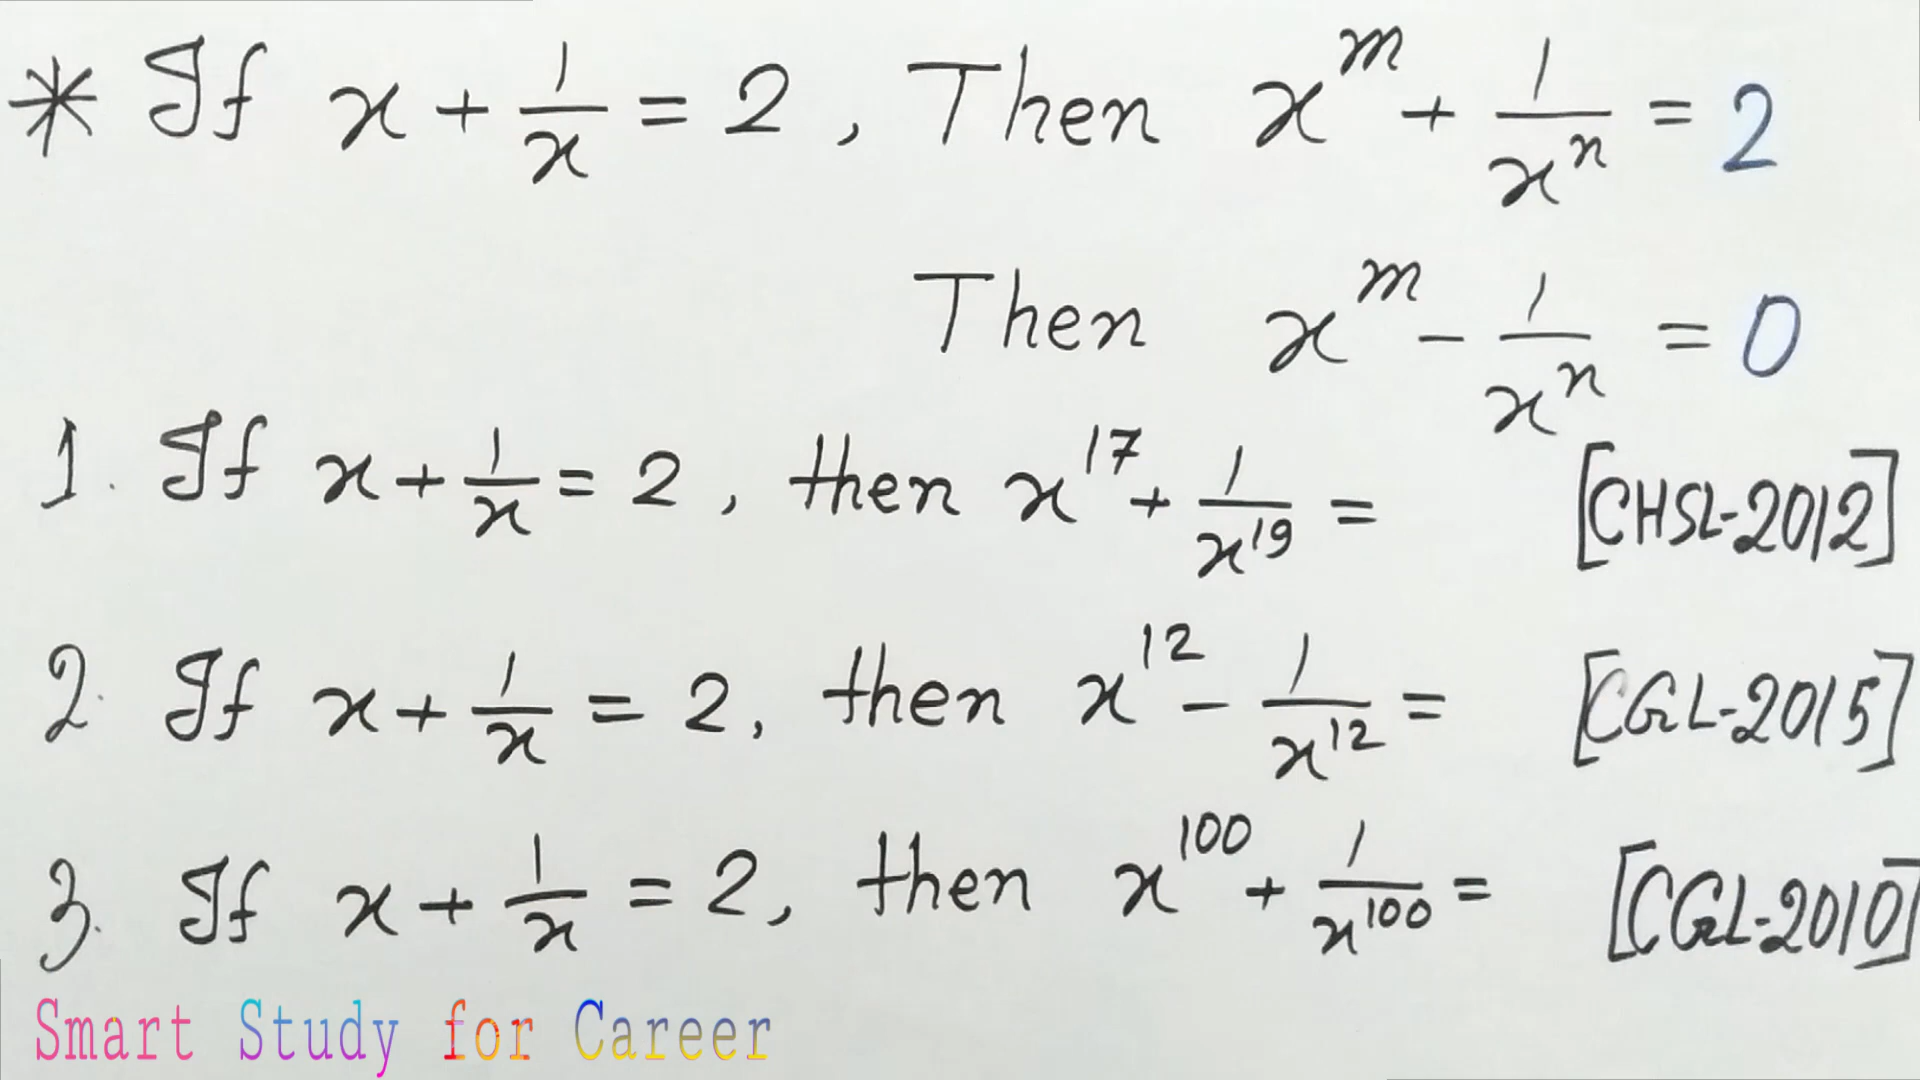 * If x + 1/x = 2, Then x^m + 1/x^n = 2
Then x^m - 1/x^n = 0
1. If x + 1/x = 2, then x^17 + 1/x^19 = [CHSL-2012]
2. If x + 1/x = 2, then x^12 - 1/x^12 = [CGL-2015]
3. If x + 1/x = 2, then x^100 + 1/x^100 = [CGL-2010]
Smart Study for Career